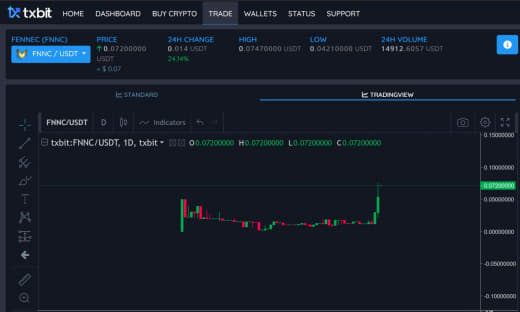 txbit HOME DASHBOARD BUY CRYPTO TRADE WALLETS STATUS SUPPORT
FENNEC (FNNC) PRICE 24H CHANGE HIGH LOW 24H VOLUME
FNNC / USDT 0.07200000 0.014 USDT 0.07470000 USDT 0.04210000 USDT 14912.6057 USDT
USDT 24.14%
≈ $ 0.07
STANDARD TRADINGVIEW
FNNC/USDT D Indicators
txbit:FNNC/USDT, 1D, txbit O0.07200000 H0.07200000 L0.07200000 C0.07200000
0.15000000
0.10000000
0.07200000
0.05000000
0.00000000
-0.05000000
-0.10000000